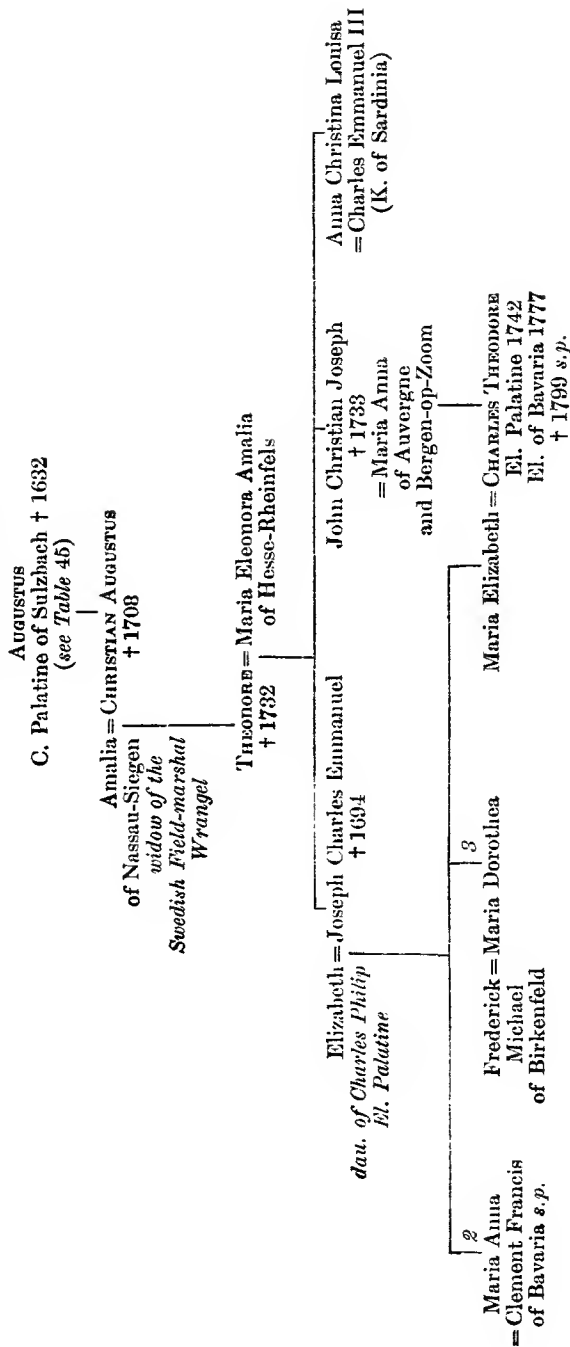 AUGUSTUS
C. Palatine of Sulzbach † 1632
(see Table 45)
Amalia = CHRISTIAN AUGUSTUS
of Nassau-Siegen † 1708
widow of the
Swedish Field-marshal
Wrangel
THEODORE = Maria Eleonora Amalia
† 1732 of Hesse-Rheinfels
Elizabeth = Joseph Charles Emmanuel
dau. of Charles Philip † 1694
El. Palatine
John Christian Joseph
† 1733
= Maria Anna
of Auvergne
and Bergen-op-Zoom
Anna Christina Louisa
= Charles Emmanuel III
(K. of Sardinia)
2
Maria Anna
= Clement Francis
of Bavaria s.p.
3
Frederick = Maria Dorothea
Michael
of Birkenfeld
Maria Elizabeth = CHARLES THEODORE
El. Palatine 1742
El. of Bavaria 1777
† 1799 s.p.